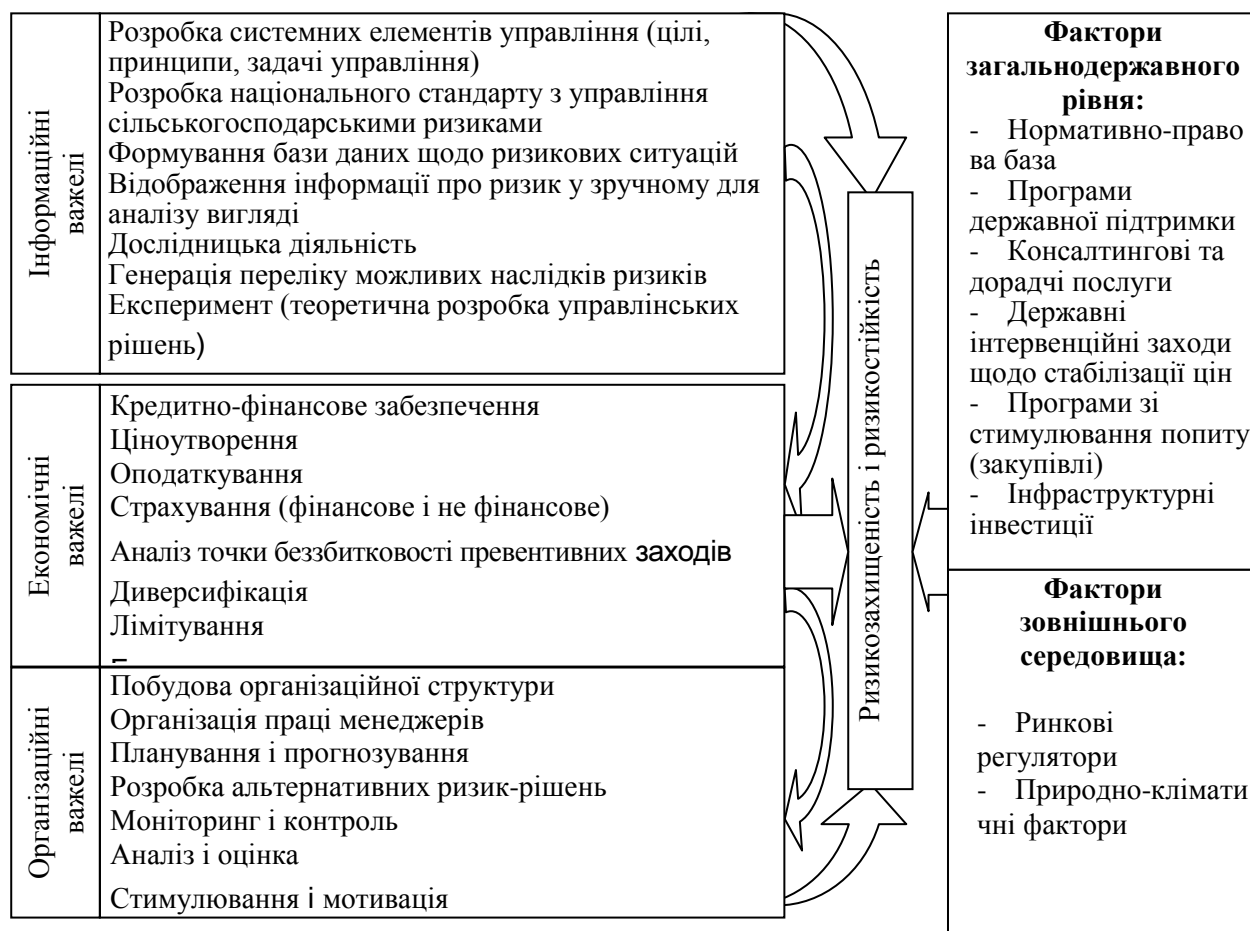 Інформаційні
важелі
Розробка системних елементів управління (цілі,
принципи, задачі управління)
Розробка національного стандарту з управління
сільськогосподарськими ризиками
Формування бази даних щодо ризикових ситуацій
Відображення інформації про ризик у зручному для
аналізу вигляді
Дослідницька діяльність
Генерація переліку можливих наслідків ризиків
Експеримент (теоретична розробка управлінських
рішень)
Економічні
важелі
Кредитно-фінансове забезпечення
Ціноутворення
Оподаткування
Страхування (фінансове і не фінансове)
Аналіз точки беззбитковості превентивних заходів
Диверсифікація
Лімітування
Організаційні
важелі
Побудова організаційної структури
Організація праці менеджерів
Планування і прогнозування
Розробка альтернативних ризик-рішень
Моніторинг і контроль
Аналіз і оцінка
Стимулювання і мотивація
Ризикозахищеність і ризикостійкість
Фактори
загальнодержавного
рівня:
- Нормативно-право
ва база
- Програми
державної підтримки
- Консалтингові та
дорадчі послуги
- Державні
інтервенційні заходи
щодо стабілізації цін
- Програми зі
стимулювання попиту
(закупівлі)
- Інфраструктурні
інвестиції
Фактори
зовнішнього
середовища:
- Ринкові
регулятори
- Природно-клімати
чні фактори